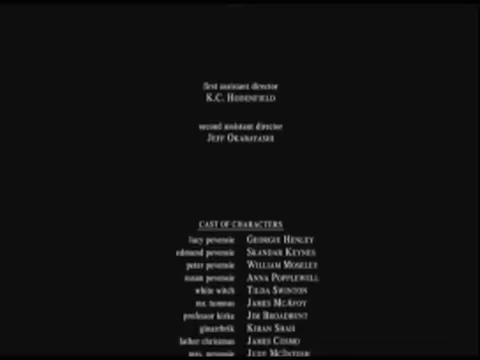 first assistant director
K.C. HODENFIELD
second assistant director
JEFF OKABAYASHI
CAST OF CHARACTERS
lucy pevensie GEORGIE HENLEY
edmund pevensie SKANDAR KEYNES
peter pevensie WILLIAM MOSELEY
susan pevensie ANNA POPPLEWELL
white witch TILDA SWINTON
mr. tumnus JAMES MCAVOY
professor kirke JIM BROADBENT
ginarrbrik KIRAN SHAH
father christmas JAMES COSMO
mrs. pevensie JUDY MCINTOSH